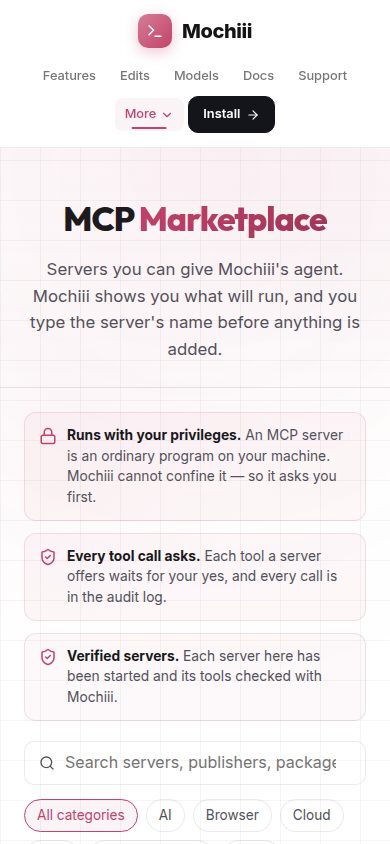 Mochiii
Features Edits Models Docs Support
More Install
MCP Marketplace
Servers you can give Mochiii's agent.
Mochiii shows you what will run, and you
type the server's name before anything is
added.
Runs with your privileges. An MCP server
is an ordinary program on your machine.
Mochiii cannot confine it — so it asks you
first.
Every tool call asks. Each tool a server
offers waits for your yes, and every call is
in the audit log.
Verified servers. Each server here has
been started and its tools checked with
Mochiii.
Search servers, publishers, package
All categories AI Browser Cloud